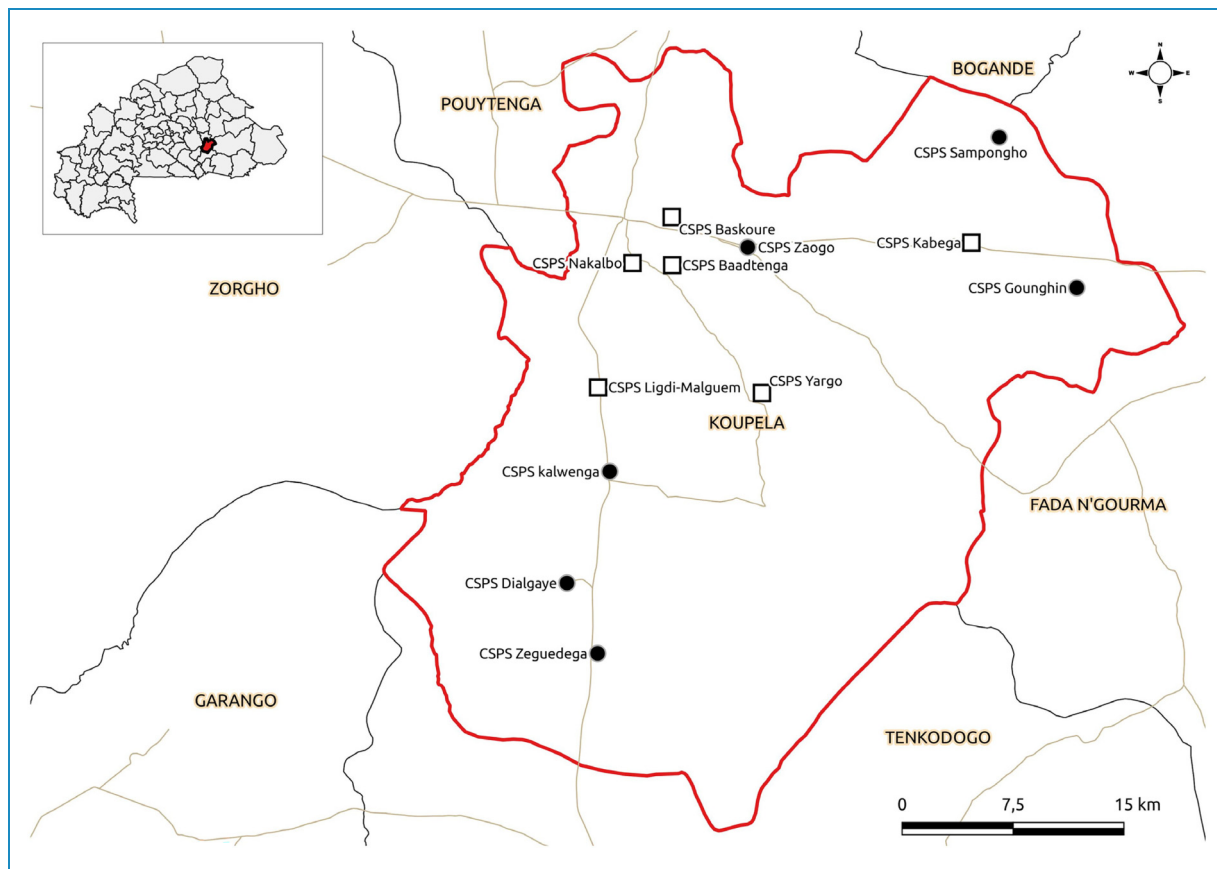 BOGANDE
N
W E
S
POUYTENGA
CSPS Sampongho
CSPS Baskoure
CSPS Zaogo
CSPS Kabega
CSPS Nakalbo
CSPS Baadtenga
ZORGHO
CSPS Gounghin
CSPS Ligdi-Malguem
CSPS Yargo
KOUPELA
CSPS kalwenga
FADA N'GOURMA
CSPS Dialgaye
CSPS Zeguedega
GARANGO
TENKODOGO
0 7,5 15 km